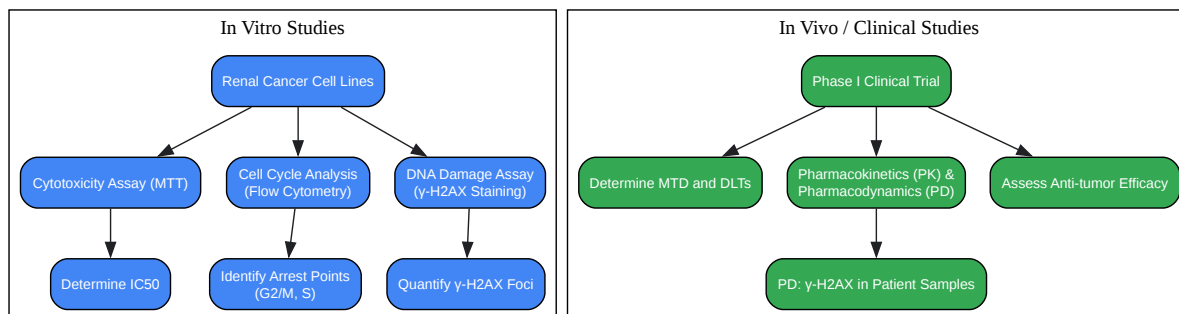 In Vitro Studies
Renal Cancer Cell Lines
Cytotoxicity Assay (MTT)
Cell Cycle Analysis
(Flow Cytometry)
DNA Damage Assay
(γ-H2AX Staining)
Determine IC50
Identify Arrest Points
(G2/M, S)
Quantify γ-H2AX Foci
In Vivo / Clinical Studies
Phase I Clinical Trial
Determine MTD and DLTs
Pharmacokinetics (PK) &
Pharmacodynamics (PD)
Assess Anti-tumor Efficacy
PD: γ-H2AX in Patient Samples